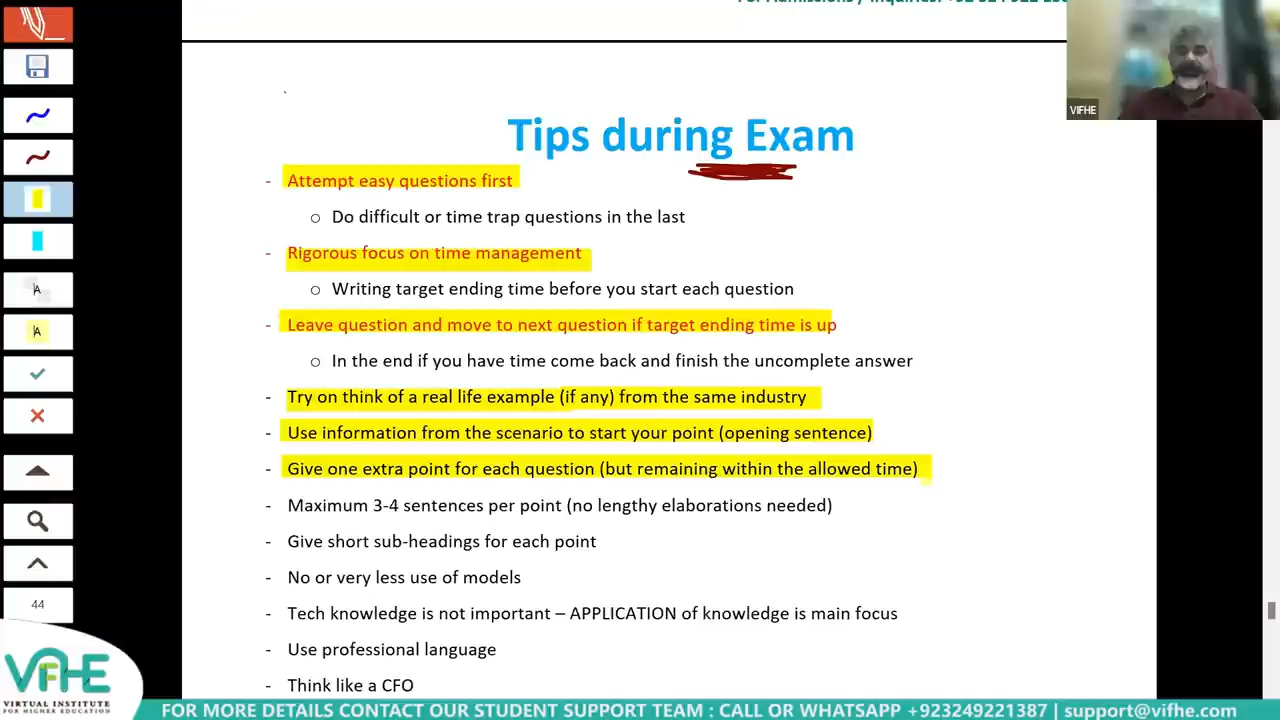 VIFHE
Tips during Exam
- Attempt easy questions first
o Do difficult or time trap questions in the last
- Rigorous focus on time management
o Writing target ending time before you start each question
- Leave question and move to next question if target ending time is up
o In the end if you have time come back and finish the uncomplete answer
- Try on think of a real life example (if any) from the same industry
- Use information from the scenario to start your point (opening sentence)
- Give one extra point for each question (but remaining within the allowed time)
- Maximum 3-4 sentences per point (no lengthy elaborations needed)
- Give short sub-headings for each point
- No or very less use of models
- Tech knowledge is not important – APPLICATION of knowledge is main focus
- Use professional language
- Think like a CFO
44
VIFHE
VIRTUAL INSTITUTE
FOR HIGHER EDUCATION
FOR MORE DETAILS CONTACT OUR STUDENT SUPPORT TEAM : CALL OR WHATSAPP +923249221387 | support@vifhe.com